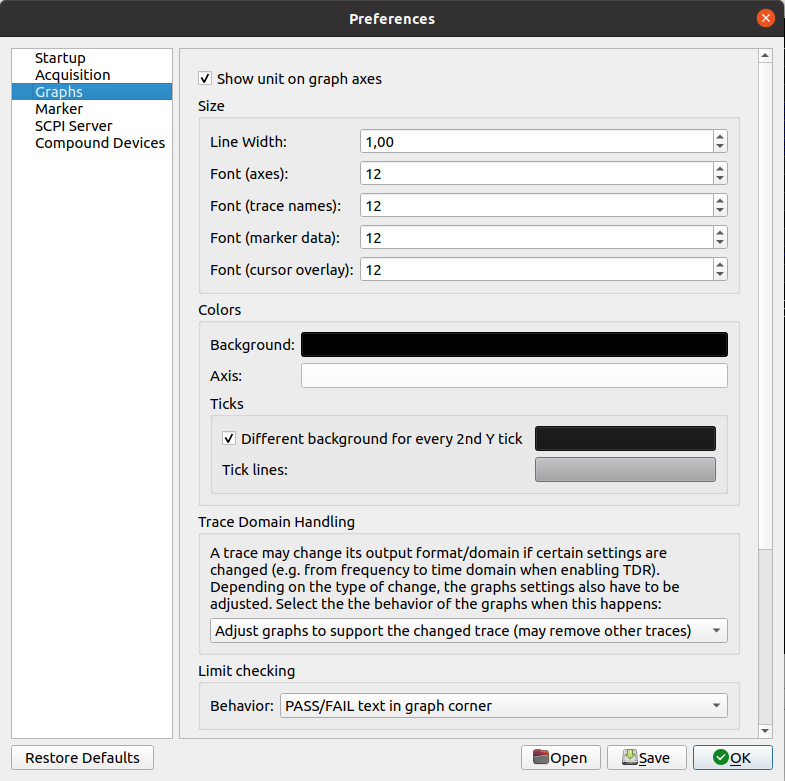 Preferences
Startup
Acquisition
Graphs
Marker
SCPI Server
Compound Devices
Show unit on graph axes
Size
Line Width: 1,00
Font (axes): 12
Font (trace names): 12
Font (marker data): 12
Font (cursor overlay): 12
Colors
Background:
Axis:
Ticks
Different background for every 2nd Y tick
Tick lines:
Trace Domain Handling
A trace may change its output format/domain if certain settings are
changed (e.g. from frequency to time domain when enabling TDR).
Depending on the type of change, the graphs settings also have to be
adjusted. Select the the behavior of the graphs when this happens:
Adjust graphs to support the changed trace (may remove other traces)
Limit checking
Behavior: PASS/FAIL text in graph corner
Restore Defaults Open Save OK